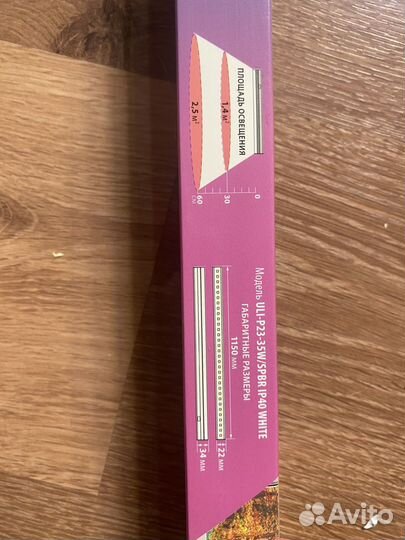 ПЛОЩАДЬ ОСВЕЩЕНИЯ
1,4 м²
2,5 м²
0
30
60
СМ
Модель ULI-P23-35W/SPBR IP40 WHITE
ГАБАРИТНЫЕ РАЗМЕРЫ
1150 мм
22 мм
34 мм
Avito